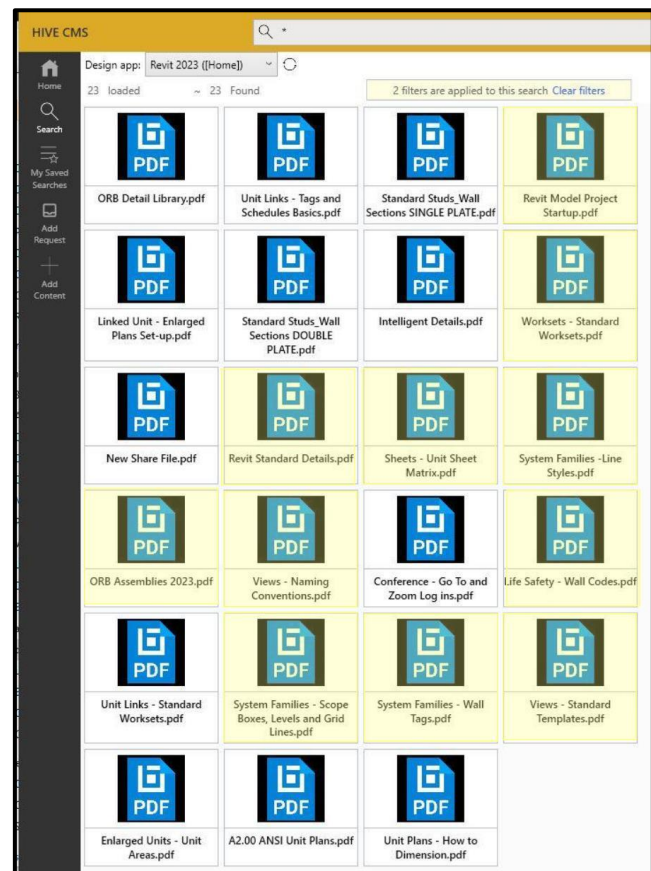 HIVE CMS
*
Home
Search
My Saved
Searches
Add
Request
Add
Content
Design app: Revit 2023 ([Home])
23 loaded ~ 23 Found
2 filters are applied to this search Clear filters
PDF
ORB Detail Library.pdf
PDF
Unit Links - Tags and
Schedules Basics.pdf
PDF
Standard Studs_Wall
Sections SINGLE PLATE.pdf
PDF
Revit Model Project
Startup.pdf
PDF
Linked Unit - Enlarged
Plans Set-up.pdf
PDF
Standard Studs_Wall
Sections DOUBLE
PLATE.pdf
PDF
Intelligent Details.pdf
PDF
Worksets - Standard
Worksets.pdf
PDF
New Share File.pdf
PDF
Revit Standard Details.pdf
PDF
Sheets - Unit Sheet
Matrix.pdf
PDF
System Families -Line
Styles.pdf
PDF
ORB Assemblies 2023.pdf
PDF
Views - Naming
Conventions.pdf
PDF
Conference - Go To and
Zoom Log ins.pdf
PDF
Life Safety - Wall Codes.pdf
PDF
Unit Links - Standard
Worksets.pdf
PDF
System Families - Scope
Boxes, Levels and Grid
Lines.pdf
PDF
System Families - Wall
Tags.pdf
PDF
Views - Standard
Templates.pdf
PDF
Enlarged Units - Unit
Areas.pdf
PDF
A2.00 ANSI Unit Plans.pdf
PDF
Unit Plans - How to
Dimension.pdf